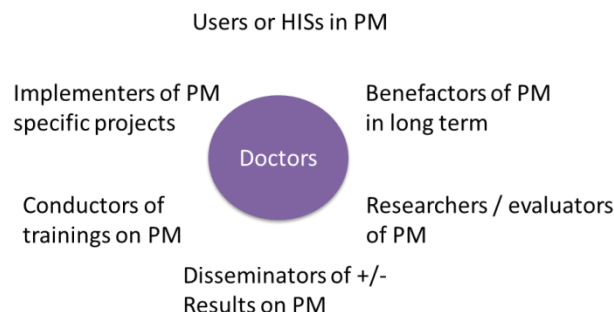 Users or HISs in PM
Implementers of PM
specific projects
Benefactors of PM
in long term
Doctors
Conductors of
trainings on PM
Researchers / evaluators
of PM
Disseminators of +/-
Results on PM